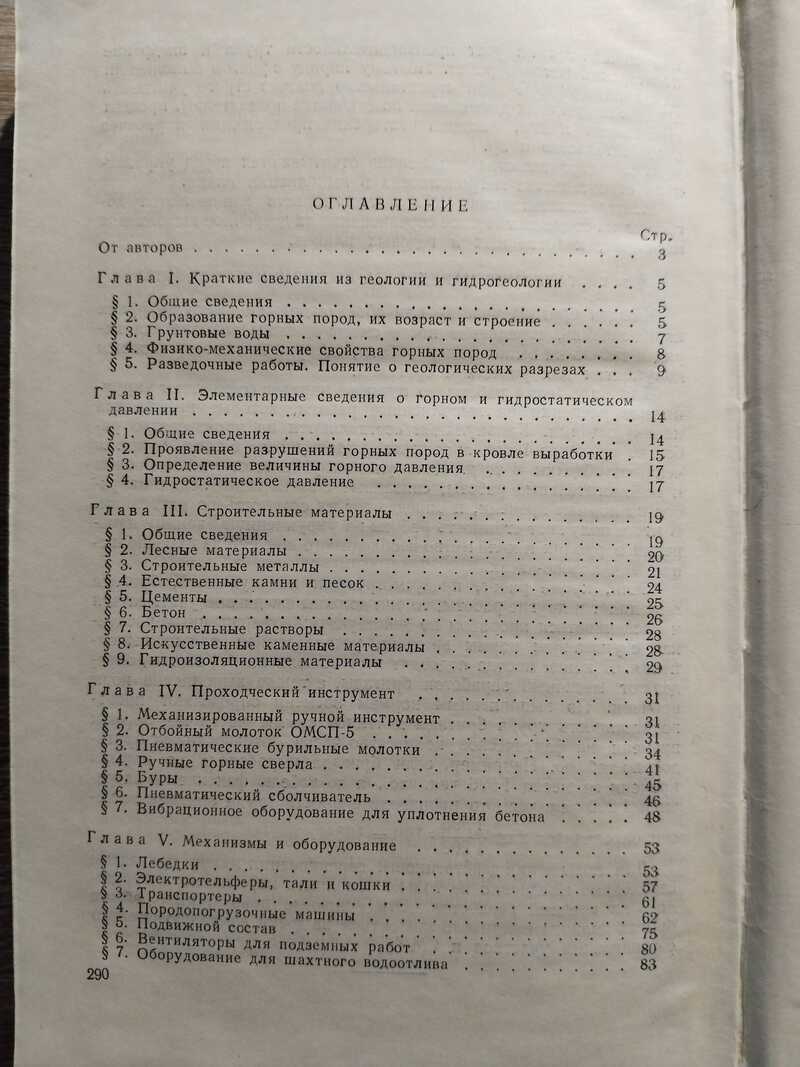 ОГЛАВЛЕНИЕ
Стр.
От авторов . . . . . . . . . . . . . . . . . . . . . . . . 3
Глава I. Краткие сведения из геологии и гидрогеологии . . . . 5
§ 1. Общие сведения . . . . . . . . . . . . . . . . . . . . 5
§ 2. Образование горных пород, их возраст и строение . . . . . . 5
§ 3. Грунтовые воды . . . . . . . . . . . . . . . . . . . . 7
§ 4. Физико-механические свойства горных пород . . . . . . . . 8
§ 5. Разведочные работы. Понятие о геологических разрезах . . . 9
Глава II. Элементарные сведения о горном и гидростатическом
давлении . . . . . . . . . . . . . . . . . . . . . . . . 14
§ 1. Общие сведения . . . . . . . . . . . . . . . . . . . . 14
§ 2. Проявление разрушений горных пород в кровле выработки . 15
§ 3. Определение величины горного давления . . . . . . . . . . 17
§ 4. Гидростатическое давление . . . . . . . . . . . . . . . 17
Глава III. Строительные материалы . . . . . . . . . . . . . 19
§ 1. Общие сведения . . . . . . . . . . . . . . . . . . . . 19
§ 2. Лесные материалы . . . . . . . . . . . . . . . . . . . 20
§ 3. Строительные металлы . . . . . . . . . . . . . . . . . 21
§ 4. Естественные камни и песок . . . . . . . . . . . . . . . 24
§ 5. Цементы . . . . . . . . . . . . . . . . . . . . . . . . 25
§ 6. Бетон . . . . . . . . . . . . . . . . . . . . . . . . . 26
§ 7. Строительные растворы . . . . . . . . . . . . . . . . . 28
§ 8. Искусственные каменные материалы . . . . . . . . . . . . 28
§ 9. Гидроизоляционные материалы . . . . . . . . . . . . . . 29
Глава IV. Проходческий инструмент . . . . . . . . . . . . . 31
§ 1. Механизированный ручной инструмент . . . . . . . . . . . 31
§ 2. Отбойный молоток ОМСП-5 . . . . . . . . . . . . . . . . 31
§ 3. Пневматические бурильные молотки . . . . . . . . . . . . 34
§ 4. Ручные горные сверла . . . . . . . . . . . . . . . . . . 41
§ 5. Буры . . . . . . . . . . . . . . . . . . . . . . . . . 45
§ 6. Пневматический сболчиватель . . . . . . . . . . . . . . 46
§ 7. Вибрационное оборудование для уплотнения бетона . . . . . 48
Глава V. Механизмы и оборудование . . . . . . . . . . . . . 53
§ 1. Лебедки . . . . . . . . . . . . . . . . . . . . . . . . 53
§ 2. Электротельферы, тали и кошки . . . . . . . . . . . . . . 57
§ 3. Транспортеры . . . . . . . . . . . . . . . . . . . . . 61
§ 4. Породопогрузочные машины . . . . . . . . . . . . . . . . 62
§ 5. Подвижной состав . . . . . . . . . . . . . . . . . . . . 75
§ 6. Вентиляторы для подземных работ . . . . . . . . . . . . . 80
§ 7. Оборудование для шахтного водоотлива . . . . . . . . . . 83
290